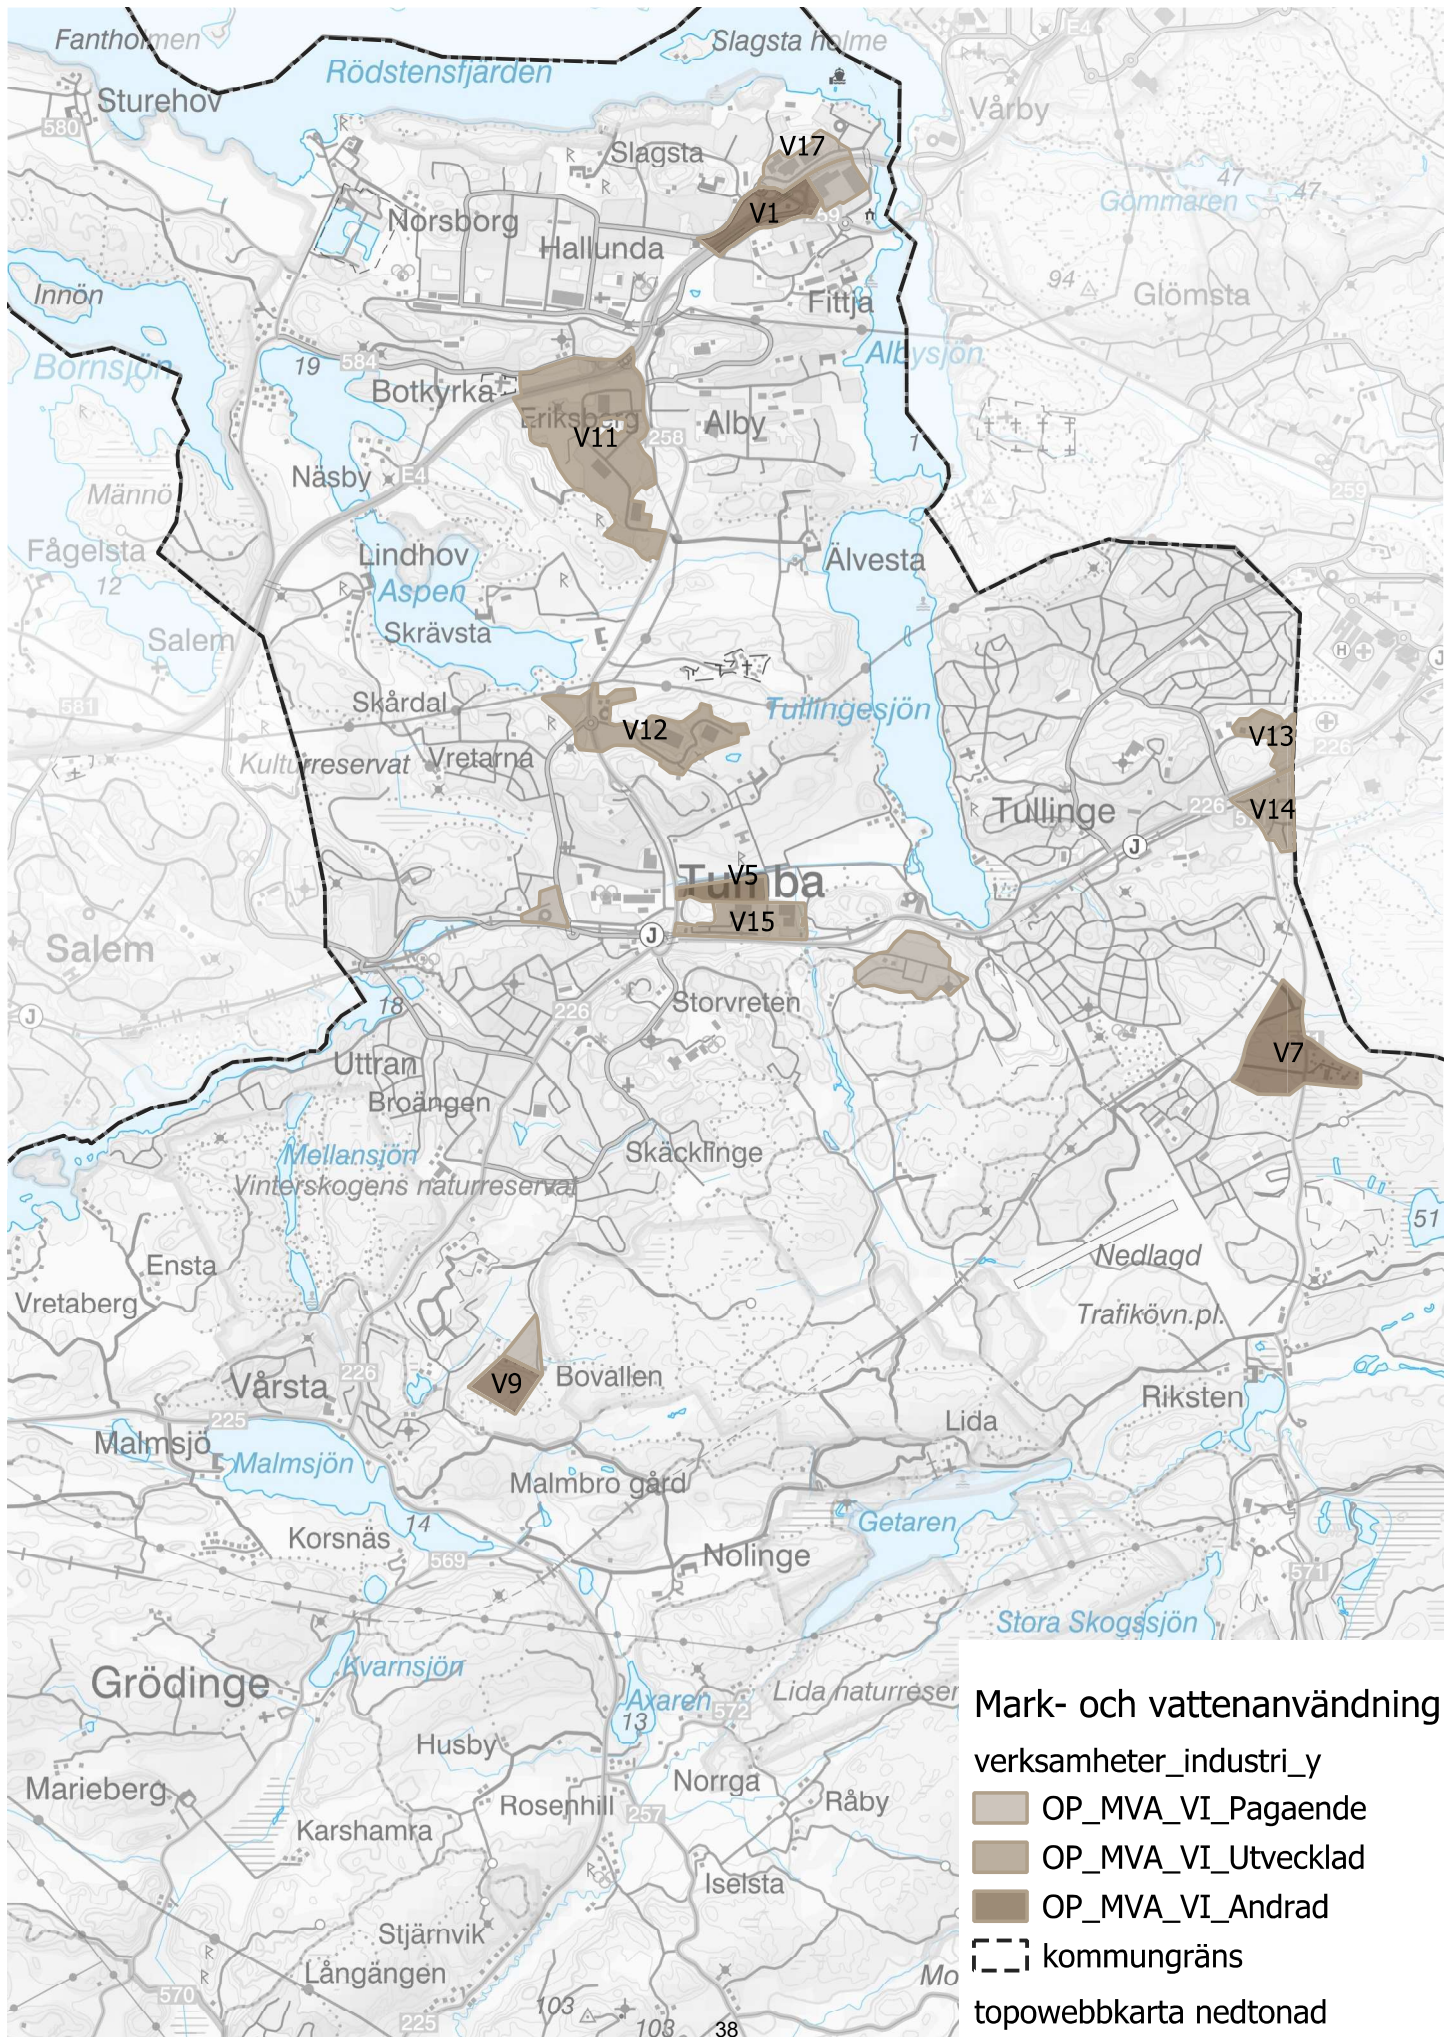 Fantholmen
Slagsta holme
E4
Rödstensfjärden
Sturehov
Vårby
580
V17
Slagsta
47
47
Gömmaren
V1
259
Norsborg
Hallunda
94
Innön
Fittja
Glömsta
Albysjön
Bornsjön
584
19
Botkyrka
Eriksberg
Alby
V11
258
1
Näsby
E4
Männö
259
Fågelsta
Lindhov
Älvesta
12
Aspen
Salem
Skrävsta
H
J
581
Skårdal
Tullingesjön
V12
V13
226
Kulturreservat
Vretarna
Tullinge
226
V14
J
V5
Tumba
V15
Salem
J
18
Storvreten
226
J
Uttran
V7
571
Broängen
Mellansjön
Skäcklinge
Vinterskogens naturreservat
51
Ensta
Nedlagd
Vretaberg
Trafikövn.pl.
226
V9
Bovallen
Vårsta
Riksten
225
Lida
Malmsjö
Malmsjön
Malmbro gård
14
Getaren
Korsnäs
569
Nolinge
571
Stora Skogssjön
Kvarnsjön
Grödinge
Lida naturreser
Axaren
572
13
Husby
Norrga
Marieberg
Rosenhill
257
Råby
Karshamra
Iselsta
Stjärnvik
Långängen
Mo
570
103
225
103
38
Mark- och vattenanvändning
verksamheter_industri_y
OP_MVA_VI_Pagaende
OP_MVA_VI_Utvecklad
OP_MVA_VI_Andrad
kommungräns
topowebbkarta nedtonad